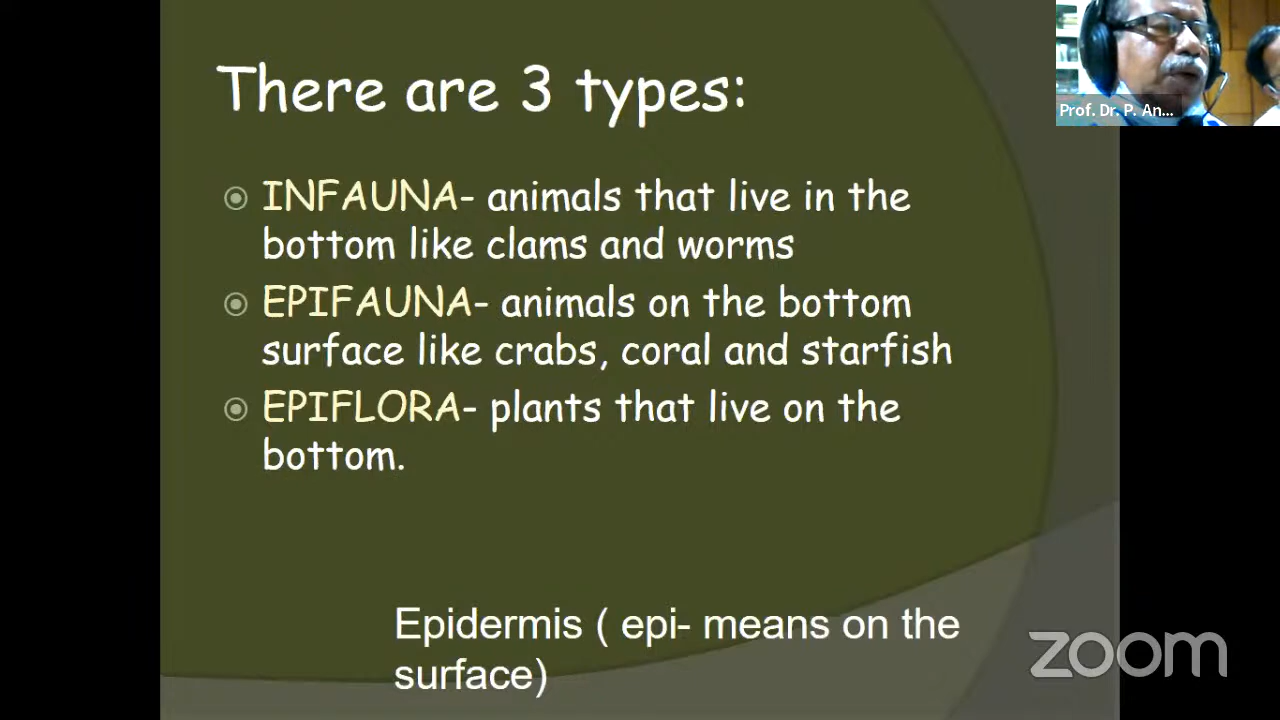 There are 3 types:
INFAUNA- animals that live in the
bottom like clams and worms
EPIFAUNA- animals on the bottom
surface like crabs, coral and starfish
EPIFLORA- plants that live on the
bottom.
Epidermis ( epi- means on the
surface)
Prof. Dr. P. An...
zoom